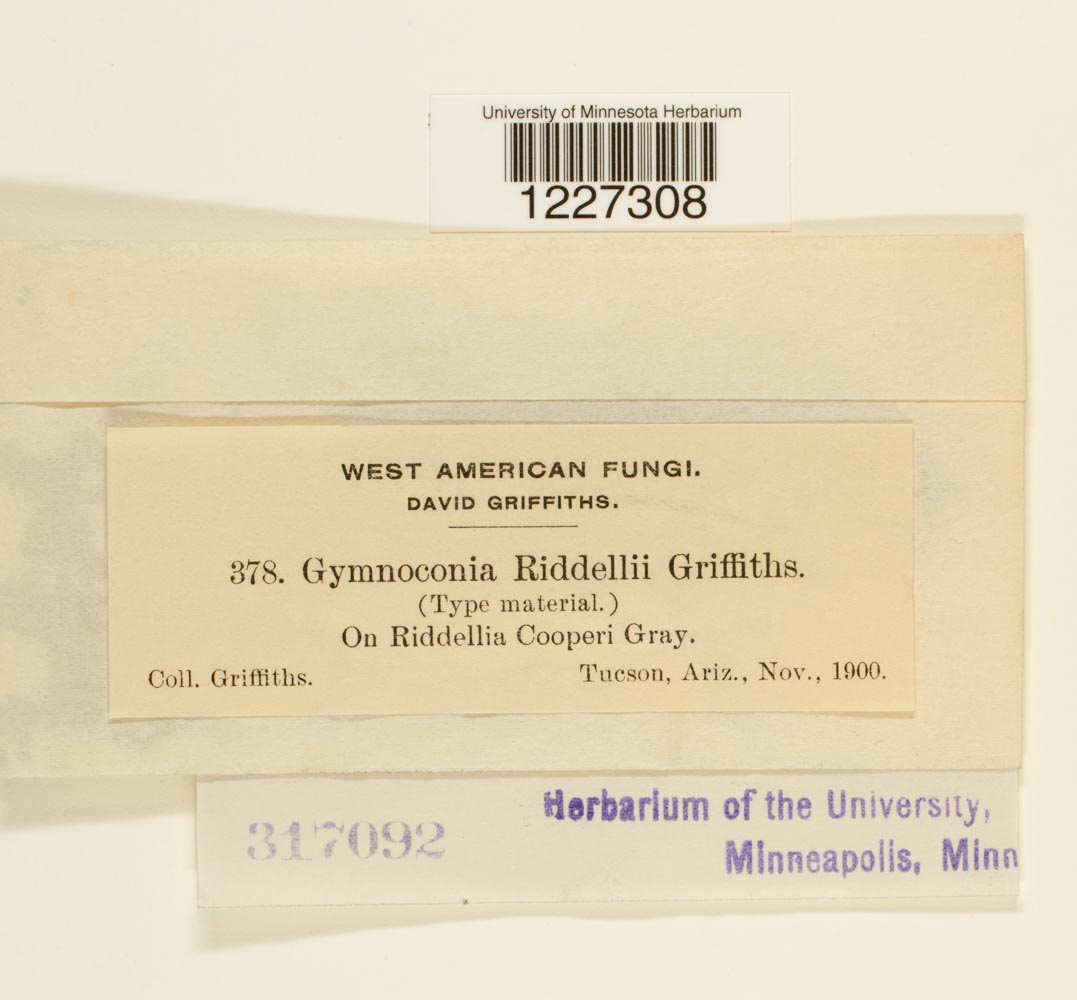 University of Minnesota Herbarium
1227308
WEST AMERICAN FUNGI.
DAVID GRIFFITHS.
378. Gymnoconia Riddellii Griffiths.
(Type material.)
On Riddellia Cooperi Gray.
Coll. Griffiths. Tucson, Ariz., Nov., 1900.
317092
Herbarium of the University,
Minneapolis, Minn